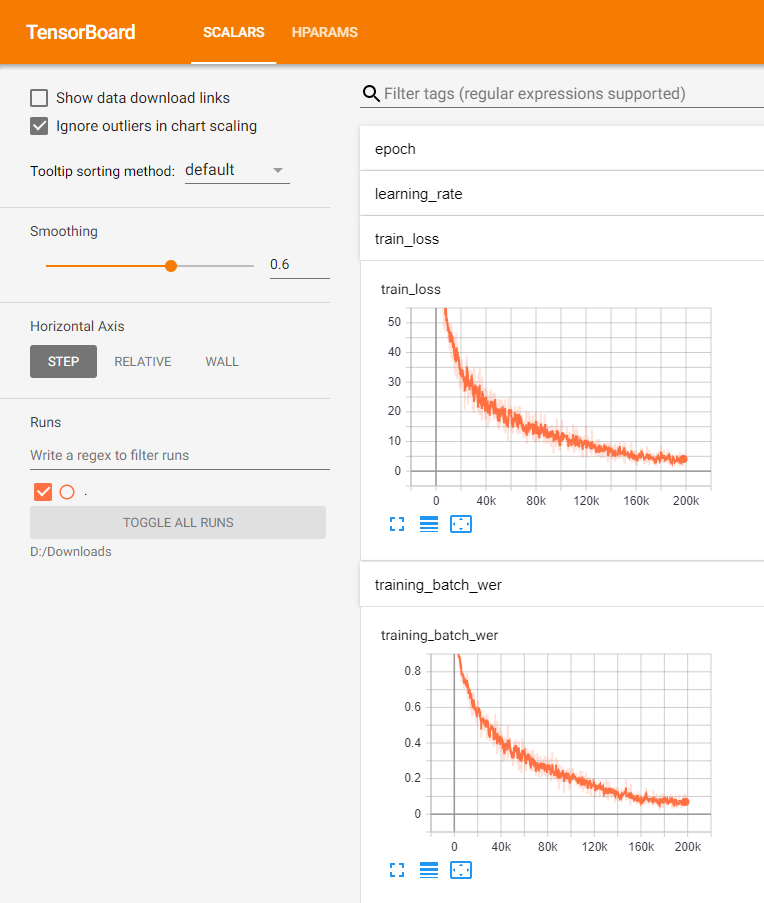 TensorBoard
SCALARS HPARAMS
Show data download links
Ignore outliers in chart scaling
Tooltip sorting method: default
Smoothing
0.6
Horizontal Axis
STEP RELATIVE WALL
Runs
Write a regex to filter runs
.
TOGGLE ALL RUNS
D:/Downloads
Filter tags (regular expressions supported)
epoch
learning_rate
train_loss
train_loss
50
40
30
20
10
0
0 40k 80k 120k 160k 200k
training_batch_wer
training_batch_wer
0.8
0.6
0.4
0.2
0
0 40k 80k 120k 160k 200k